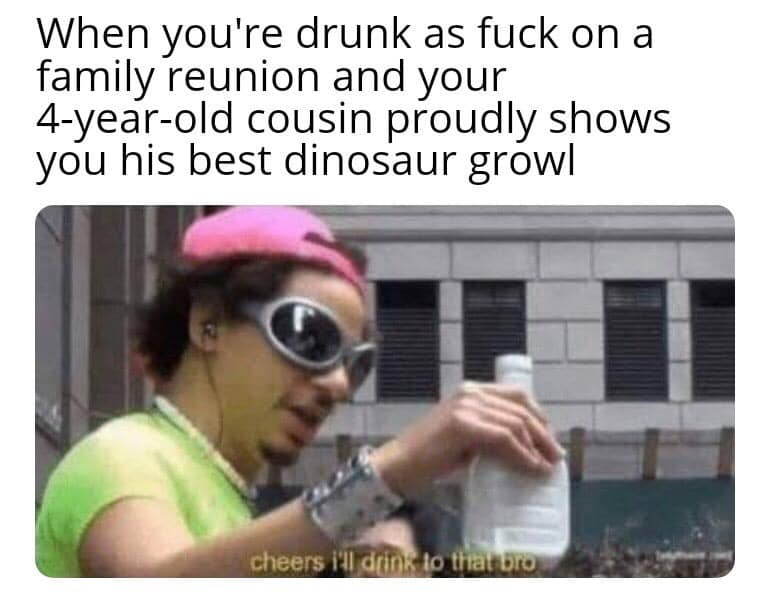 When you're drunk as fuck on a
family reunion and your
4-year-old cousin proudly shows
you his best dinosaur growl
cheers i'll drink to that bro